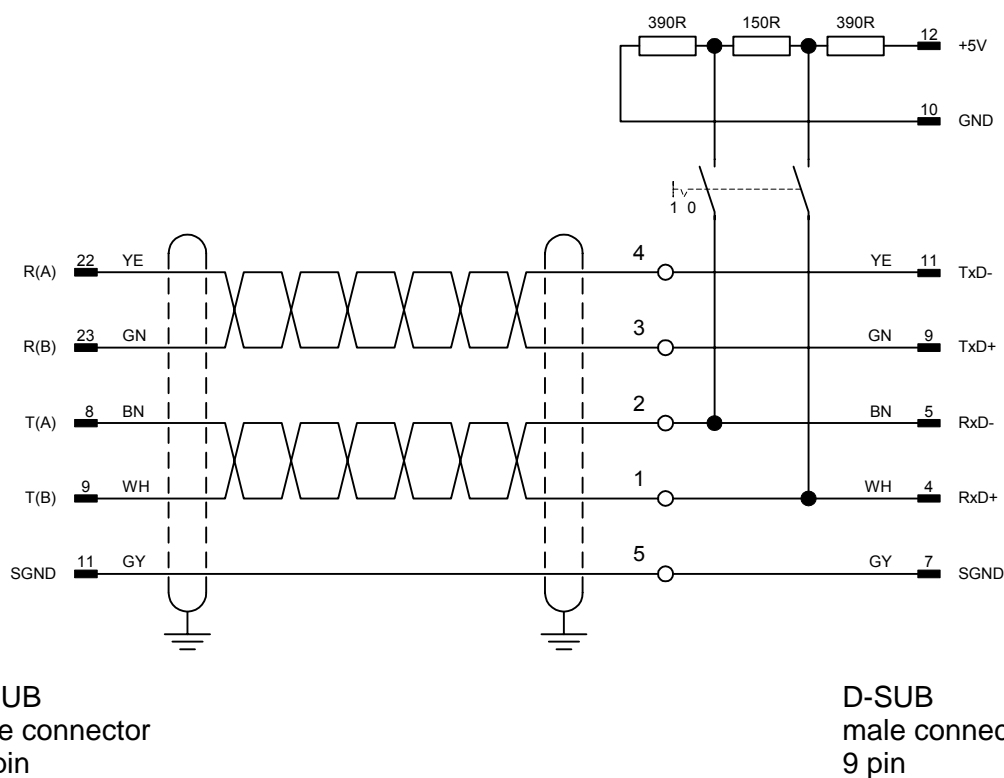 390R 150R 390R
12 +5V
10 GND
1 0
R(A) 22 YE 4 YE 11 TxD-
R(B) 23 GN 3 GN 9 TxD+
T(A) 8 BN 2 BN 5 RxD-
T(B) 9 WH 1 WH 4 RxD+
SGND 11 GY 5 GY 7 SGND
UB
e connector
D-SUB
male connec
9 pin